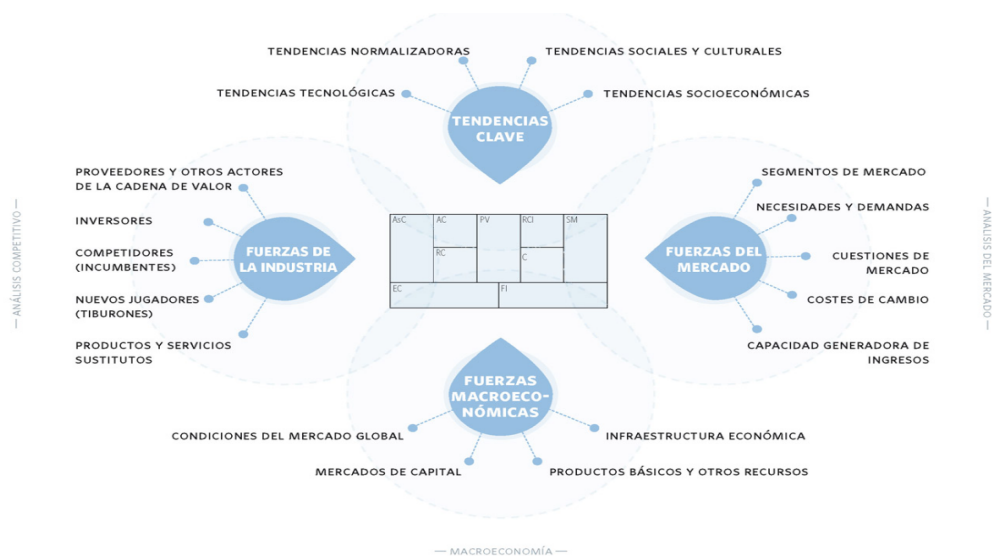 TENDENCIAS NORMALIZADORAS
TENDENCIAS SOCIALES Y CULTURALES
TENDENCIAS TECNOLÓGICAS
TENDENCIAS SOCIOECONÓMICAS
TENDENCIAS
CLAVE
PROVEEDORES Y OTROS ACTORES
DE LA CADENA DE VALOR
INVERSORES
COMPETIDORES
(INCUMBENTES)
NUEVOS JUGADORES
(TIBURONES)
PRODUCTOS Y SERVICIOS
SUSTITUTOS
FUERZAS DE
LA INDUSTRIA
— ANÁLISIS COMPETITIVO —
AsC
AC
PV
RCl
SM
RC
C
EC
FI
FUERZAS DEL
MERCADO
SEGMENTOS DE MERCADO
NECESIDADES Y DEMANDAS
CUESTIONES DE
MERCADO
COSTES DE CAMBIO
CAPACIDAD GENERADORA DE
INGRESOS
— ANÁLISIS DEL MERCADO —
FUERZAS
MACROECO-
NÓMICAS
CONDICIONES DEL MERCADO GLOBAL
INFRAESTRUCTURA ECONÓMICA
MERCADOS DE CAPITAL
PRODUCTOS BÁSICOS Y OTROS RECURSOS
— MACROECONOMÍA —